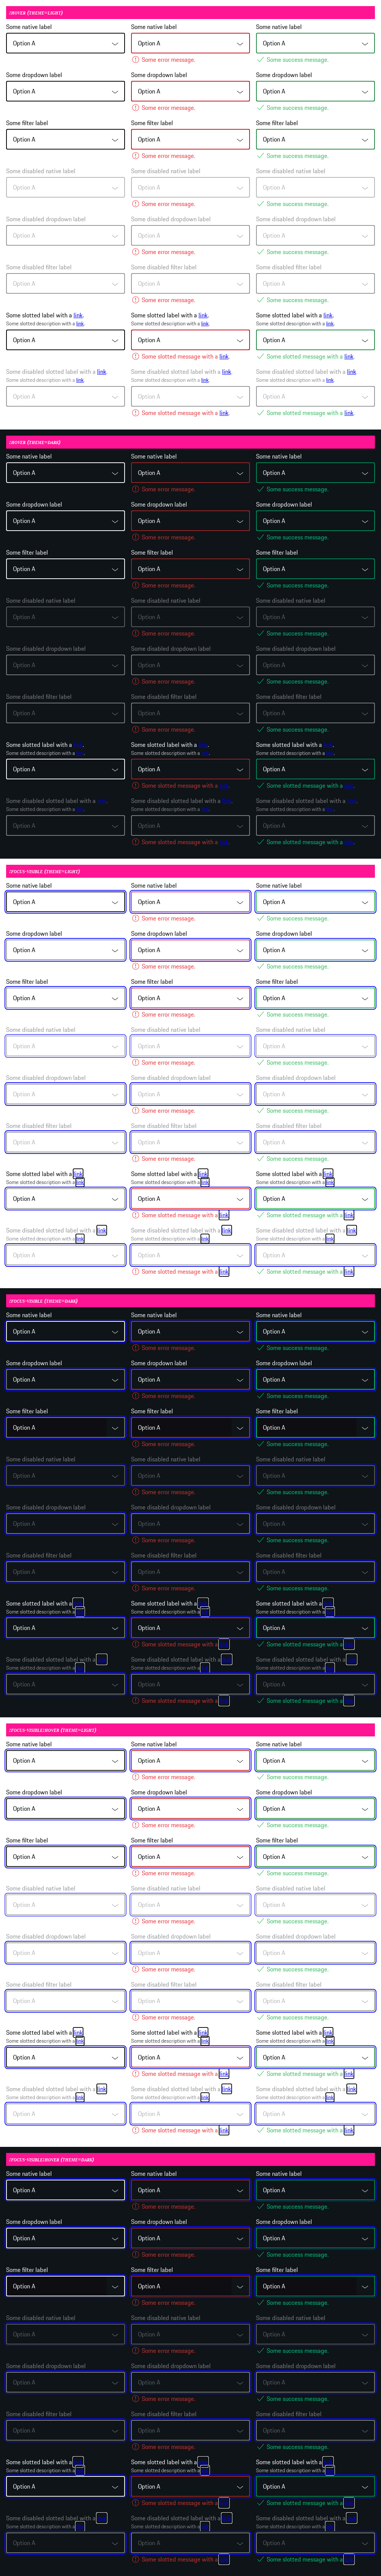 :HOVER (THEME=LIGHT)
Some native label Some native label Some native label
Option A Option A Option A
Some error message. Some success message.
Some dropdown label Some dropdown label Some dropdown label
Option A Option A Option A
Some error message. Some success message.
Some filter label Some filter label Some filter label
Option A Option A Option A
Some error message. Some success message.
Some disabled native label Some disabled native label Some disabled native label
Option A Option A Option A
Some error message. Some success message.
Some disabled dropdown label Some disabled dropdown label Some disabled dropdown label
Option A Option A Option A
Some error message. Some success message.
Some disabled filter label Some disabled filter label Some disabled filter label
Option A Option A Option A
Some error message. Some success message.
Some slotted label with a link. Some slotted label with a link. Some slotted label with a link.
Some slotted description with a link. Some slotted description with a link. Some slotted description with a link.
Option A Option A Option A
Some slotted message with a link. Some slotted message with a link.
Some disabled slotted label with a link. Some disabled slotted label with a link. Some disabled slotted label with a link.
Some slotted description with a link. Some slotted description with a link. Some slotted description with a link.
Option A Option A Option A
Some slotted message with a link. Some slotted message with a link.
:HOVER (THEME=DARK)
Some native label Some native label Some native label
Option A Option A Option A
Some error message. Some success message.
Some dropdown label Some dropdown label Some dropdown label
Option A Option A Option A
Some error message. Some success message.
Some filter label Some filter label Some filter label
Option A Option A Option A
Some error message. Some success message.
Some disabled native label Some disabled native label Some disabled native label
Option A Option A Option A
Some error message. Some success message.
Some disabled dropdown label Some disabled dropdown label Some disabled dropdown label
Option A Option A Option A
Some error message. Some success message.
Some disabled filter label Some disabled filter label Some disabled filter label
Option A Option A Option A
Some error message. Some success message.
Some slotted label with a Some slotted label with a Some slotted label with a
Some slotted description with a Some slotted description with a Some slotted description with a
Option A Option A Option A
Some slotted message with a Some slotted message with a
Some disabled slotted label with a Some disabled slotted label with a Some disabled slotted label with a
Some slotted description with a Some slotted description with a Some slotted description with a
Option A Option A Option A
Some slotted message with a Some slotted message with a
:FOCUS-VISIBLE (THEME=LIGHT)
Some native label Some native label Some native label
Option A Option A Option A
Some error message. Some success message.
Some dropdown label Some dropdown label Some dropdown label
Option A Option A Option A
Some error message. Some success message.
Some filter label Some filter label Some filter label
Option A Option A Option A
Some error message. Some success message.
Some disabled native label Some disabled native label Some disabled native label
Option A Option A Option A
Some error message. Some success message.
Some disabled dropdown label Some disabled dropdown label Some disabled dropdown label
Option A Option A Option A
Some error message. Some success message.
Some disabled filter label Some disabled filter label Some disabled filter label
Option A Option A Option A
Some error message. Some success message.
Some slotted label with a link Some slotted label with a link Some slotted label with a link
Some slotted description with a link Some slotted description with a link Some slotted description with a link
Option A Option A Option A
Some slotted message with a link Some slotted message with a link
Some disabled slotted label with a link Some disabled slotted label with a link Some disabled slotted label with a link
Some slotted description with a link Some slotted description with a link Some slotted description with a link
Option A Option A Option A
Some slotted message with a link Some slotted message with a link
:FOCUS-VISIBLE (THEME=DARK)
Some native label Some native label Some native label
Option A Option A Option A
Some error message. Some success message.
Some dropdown label Some dropdown label Some dropdown label
Option A Option A Option A
Some error message. Some success message.
Some filter label Some filter label Some filter label
Option A Option A Option A
Some error message. Some success message.
Some disabled native label Some disabled native label Some disabled native label
Option A Option A Option A
Some error message. Some success message.
Some disabled dropdown label Some disabled dropdown label Some disabled dropdown label
Option A Option A Option A
Some error message. Some success message.
Some disabled filter label Some disabled filter label Some disabled filter label
Option A Option A Option A
Some error message. Some success message.
Some slotted label with a Some slotted label with a Some slotted label with a
Some slotted description with a Some slotted description with a Some slotted description with a
Option A Option A Option A
Some slotted message with a Some slotted message with a
Some disabled slotted label with a Some disabled slotted label with a Some disabled slotted label with a
Some slotted description with a Some slotted description with a Some slotted description with a
Option A Option A Option A
Some slotted message with a Some slotted message with a
:FOCUS-VISIBLE:HOVER (THEME=LIGHT)
Some native label Some native label Some native label
Option A Option A Option A
Some error message. Some success message.
Some dropdown label Some dropdown label Some dropdown label
Option A Option A Option A
Some error message. Some success message.
Some filter label Some filter label Some filter label
Option A Option A Option A
Some error message. Some success message.
Some disabled native label Some disabled native label Some disabled native label
Option A Option A Option A
Some error message. Some success message.
Some disabled dropdown label Some disabled dropdown label Some disabled dropdown label
Option A Option A Option A
Some error message. Some success message.
Some disabled filter label Some disabled filter label Some disabled filter label
Option A Option A Option A
Some error message. Some success message.
Some slotted label with a link Some slotted label with a link Some slotted label with a link
Some slotted description with a link Some slotted description with a link Some slotted description with a link
Option A Option A Option A
Some slotted message with a link Some slotted message with a link
Some disabled slotted label with a link Some disabled slotted label with a link Some disabled slotted label with a link
Some slotted description with a link Some slotted description with a link Some slotted description with a link
Option A Option A Option A
Some slotted message with a link Some slotted message with a link
:FOCUS-VISIBLE:HOVER (THEME=DARK)
Some native label Some native label Some native label
Option A Option A Option A
Some error message. Some success message.
Some dropdown label Some dropdown label Some dropdown label
Option A Option A Option A
Some error message. Some success message.
Some filter label Some filter label Some filter label
Option A Option A Option A
Some error message. Some success message.
Some disabled native label Some disabled native label Some disabled native label
Option A Option A Option A
Some error message. Some success message.
Some disabled dropdown label Some disabled dropdown label Some disabled dropdown label
Option A Option A Option A
Some error message. Some success message.
Some disabled filter label Some disabled filter label Some disabled filter label
Option A Option A Option A
Some error message. Some success message.
Some slotted label with a Some slotted label with a Some slotted label with a
Some slotted description with a Some slotted description with a Some slotted description with a
Option A Option A Option A
Some slotted message with a Some slotted message with a
Some disabled slotted label with a Some disabled slotted label with a Some disabled slotted label with a
Some slotted description with a Some slotted description with a Some slotted description with a
Option A Option A Option A
Some slotted message with a Some slotted message with a